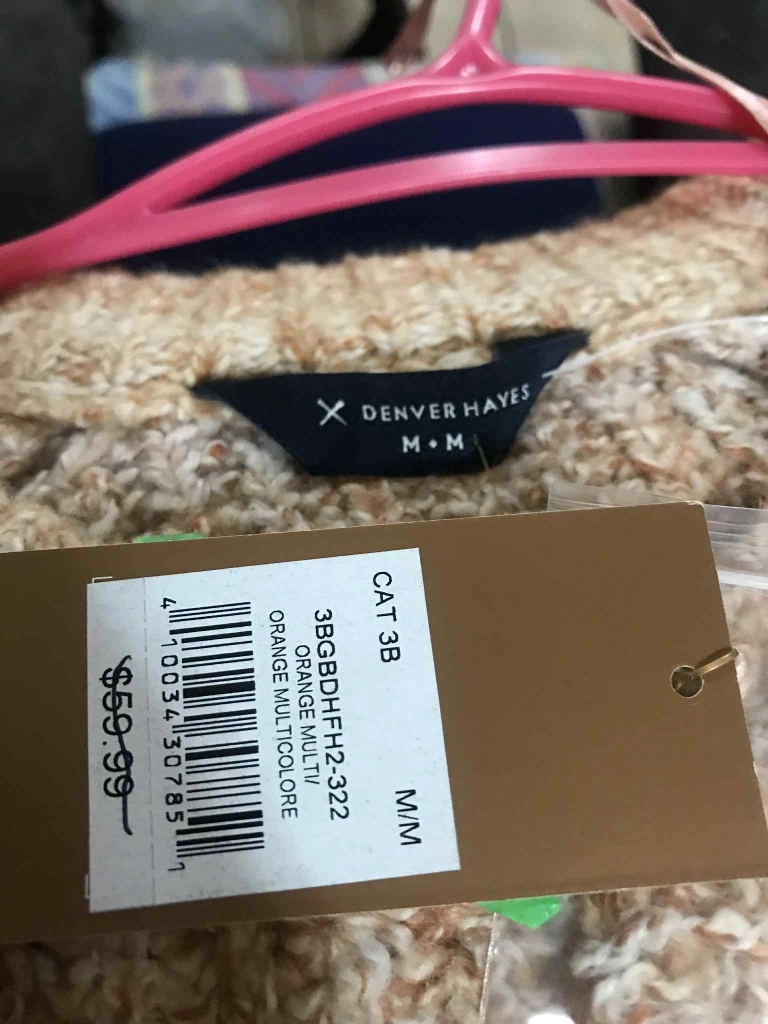 DENVER HAYES
M • M
CAT 3B
M/M
3BGBDHFH2-322
ORANGE MULTI/
ORANGE MULTICOLORE
4 10034 30785 1
$59.99